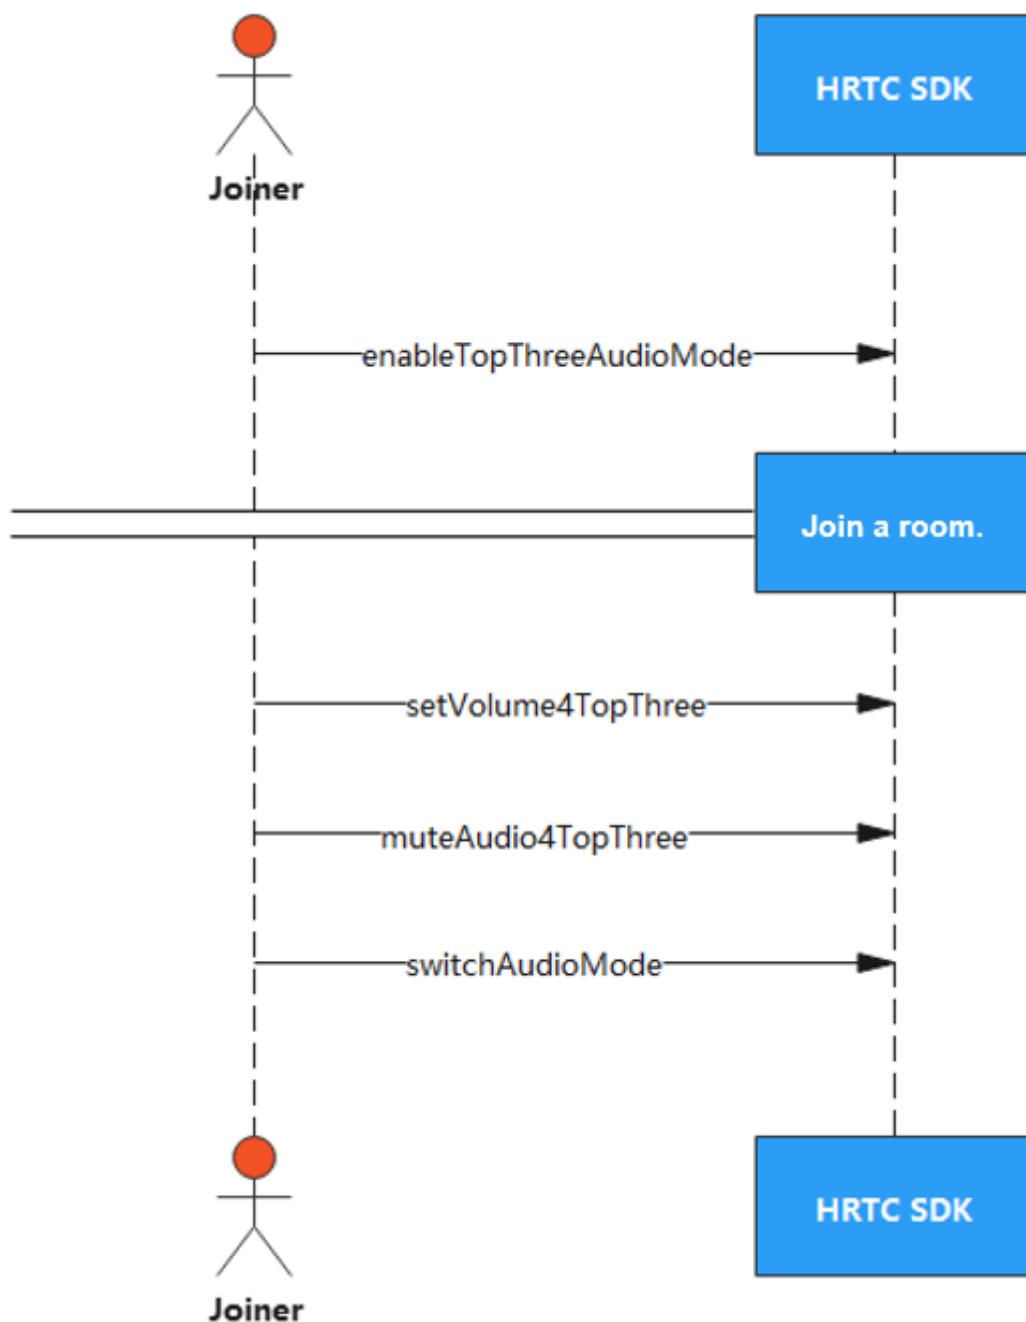 HRTC SDK
Joiner
enableTopThreeAudioMode
Join a room.
setVolume4TopThree
muteAudio4TopThree
switchAudioMode
HRTC SDK
Joiner